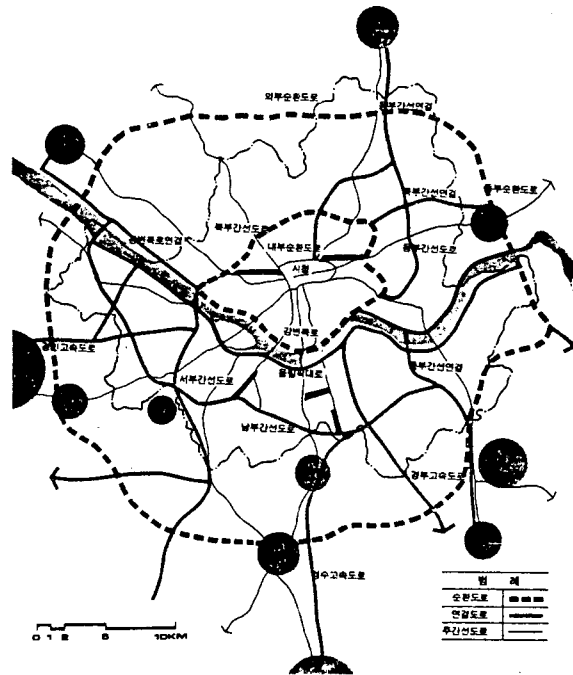 외부순환도로
동부간선연결
북부간선연결
동부순환도로
강변북로연결
북부간선도로
내부순환도로
동부간선도로
시청
강변북로
경인고속도로
올림픽대로
서부간선도로
동부간선연결
남부간선도로
경부고속도로
경수고속도로
범 례
순환도로
연결도로
주간선도로
0 1 2 5 10KM